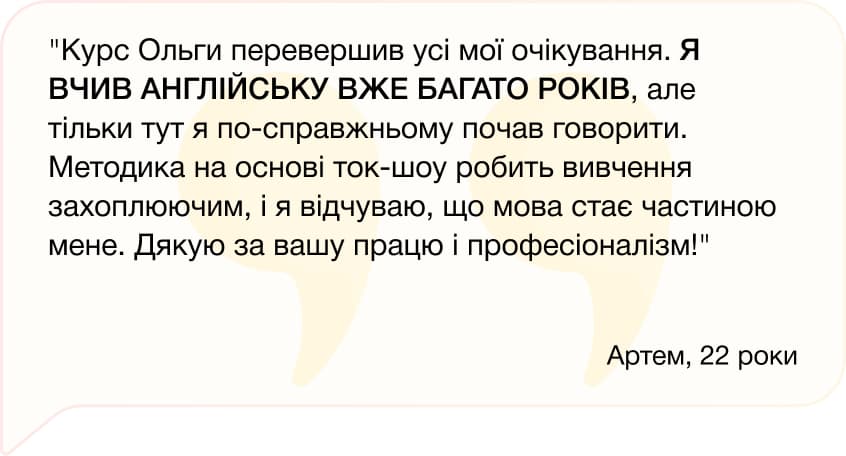 "Курс Ольги перевершив усі мої очікування. Я
ВЧИВ АНГЛІЙСЬКУ ВЖЕ БАГАТО РОКІВ, але
тільки тут я по-справжньому почав говорити.
Методика на основі ток-шоу робить вивчення
захоплюючим, і я відчуваю, що мова стає частиною
мене. Дякую за вашу працю і професіоналізм!"
Артем, 22 роки